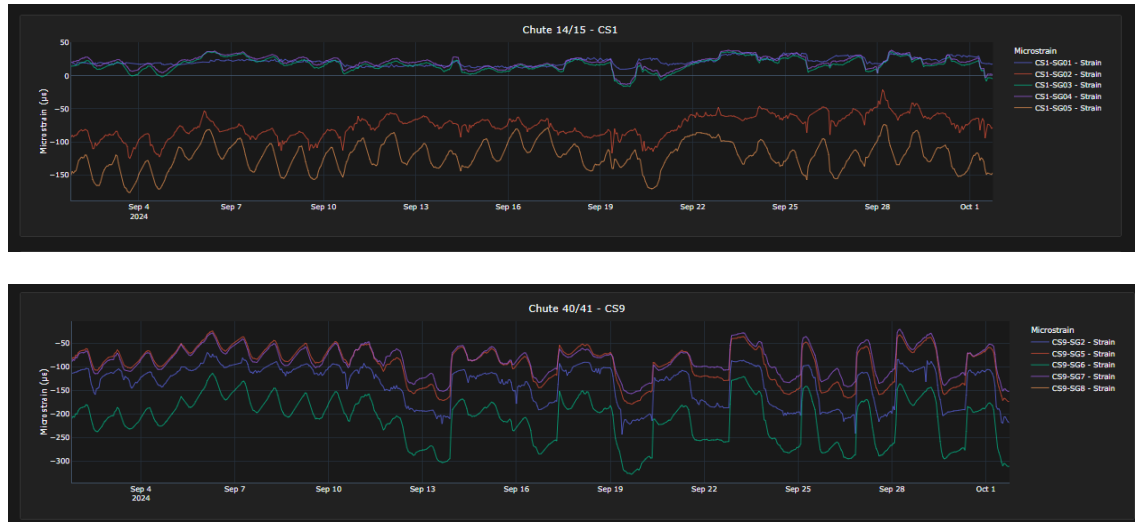 Chute 14/15 - CS1
50
0
−50
−100
−150
Microstrain (μs)
Sep 4
2024
Sep 7
Sep 10
Sep 13
Sep 16
Sep 19
Sep 22
Sep 25
Sep 28
Oct 1
Microstrain
CS1-SG01 - Strain
CS1-SG02 - Strain
CS1-SG03 - Strain
CS1-SG04 - Strain
CS1-SG05 - Strain
Chute 40/41 - CS9
−50
−100
−150
−200
−250
−300
Microstrain (μs)
Sep 4
2024
Sep 7
Sep 10
Sep 13
Sep 16
Sep 19
Sep 22
Sep 25
Sep 28
Oct 1
Microstrain
CS9-SG2 - Strain
CS9-SG5 - Strain
CS9-SG6 - Strain
CS9-SG7 - Strain
CS9-SG8 - Strain